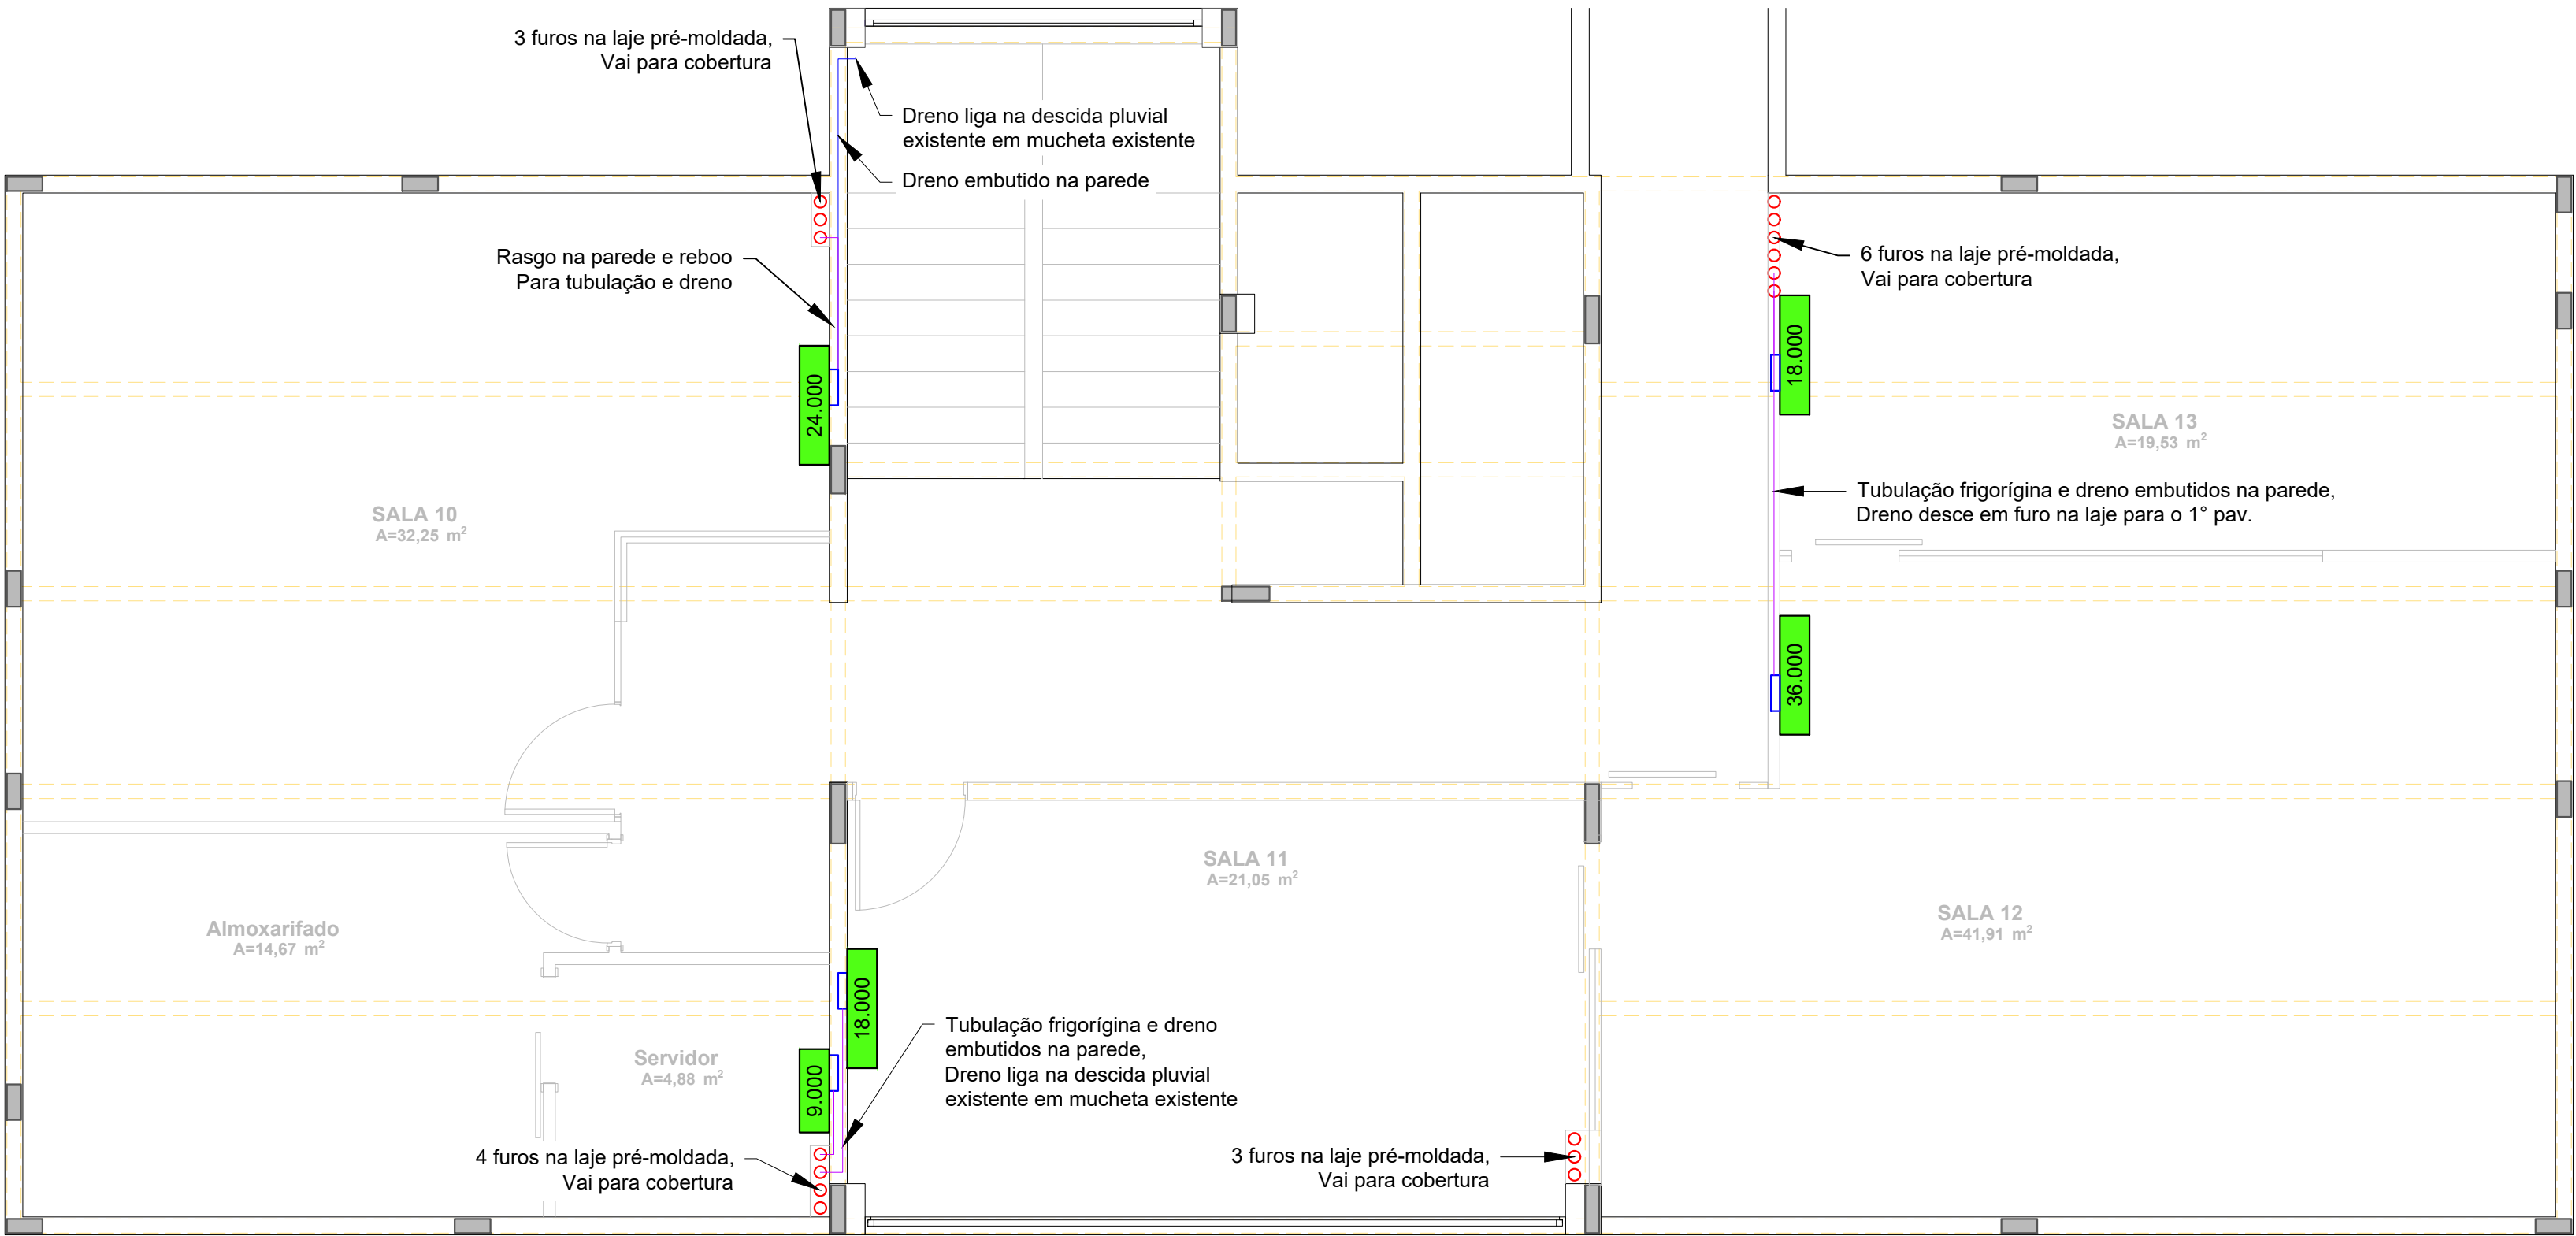 3 furos na laje pré-moldada,
Vai para cobertura
Dreno liga na descida pluvial
existente em mucheta existente
Dreno embutido na parede
Rasgo na parede e reboo
Para tubulação e dreno
6 furos na laje pré-moldada,
Vai para cobertura
24.000
18.000
SALA 13
A=19,53 m²
SALA 10
A=32,25 m²
Tubulação frigorígina e dreno embutidos na parede,
Dreno desce em furo na laje para o 1° pav.
36.000
SALA 11
A=21,05 m²
SALA 12
A=41,91 m²
Almoxarifado
A=14,67 m²
18.000
Servidor
A=4,88 m²
9.000
Tubulação frigorígina e dreno
embutidos na parede,
Dreno liga na descida pluvial
existente em mucheta existente
4 furos na laje pré-moldada,
Vai para cobertura
3 furos na laje pré-moldada,
Vai para cobertura